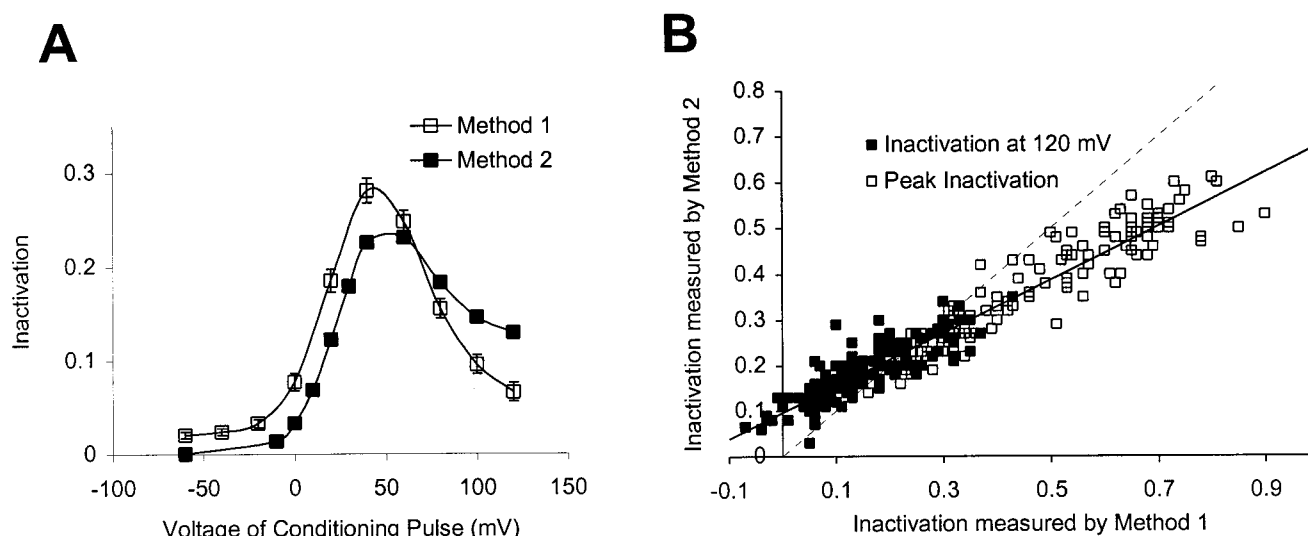 A
Method 1
Method 2
0.3
0.2
0.1
0
Inactivation
-100
-50
0
50
100
150
Voltage of Conditioning Pulse (mV)
B
Inactivation measured by Method 2
0.8
0.7
0.6
0.5
0.4
0.3
0.2
0.1
0
Inactivation at 120 mV
Peak Inactivation
-0.1
0.1
0.3
0.5
0.7
0.9
Inactivation measured by Method 1